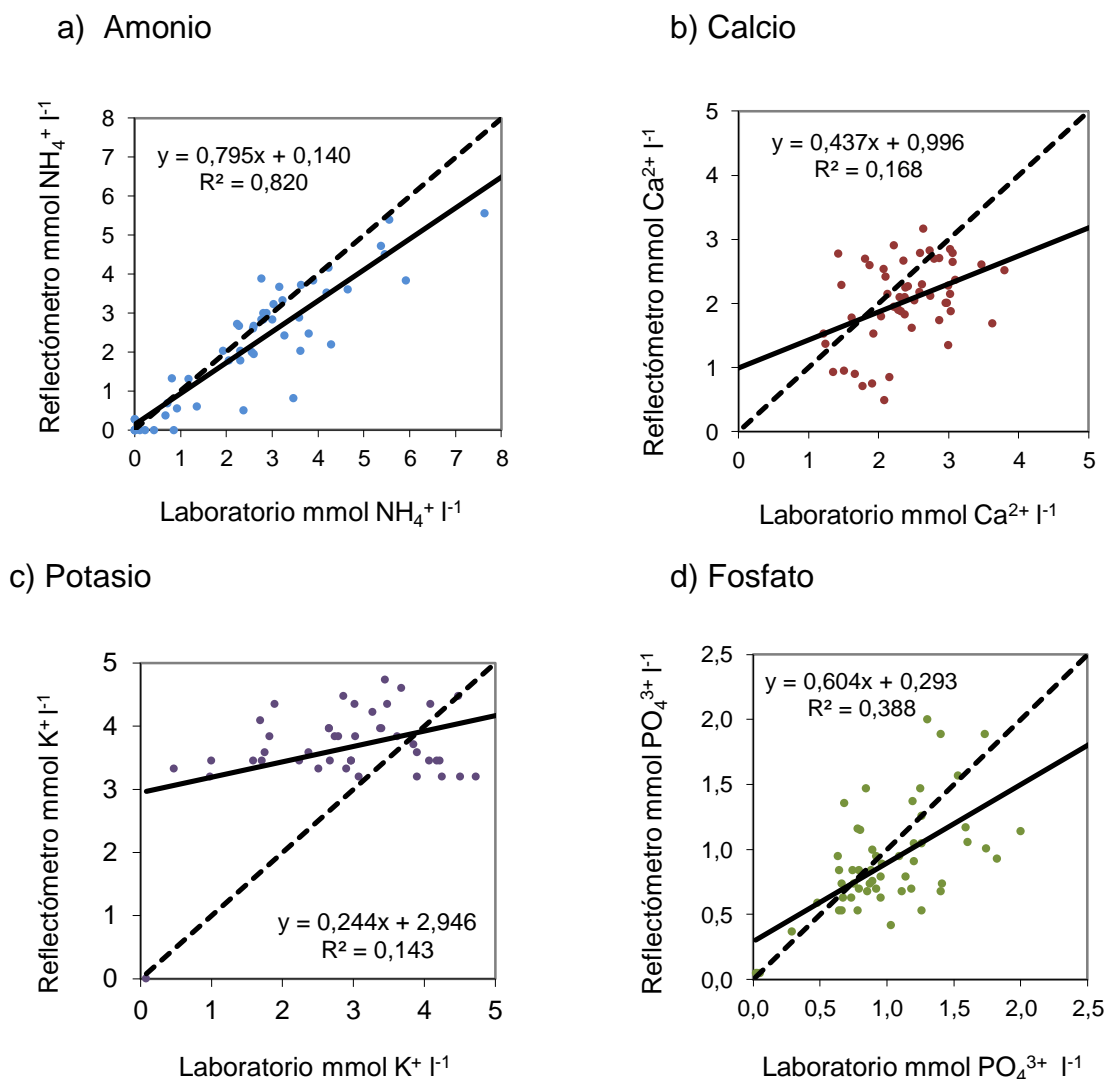 a) Amonio
Reflectómetro mmol NH₄⁺ l⁻¹
8
7
6
5
4
3
2
1
0
y = 0,795x + 0,140
R² = 0,820
0 1 2 3 4 5 6 7 8
Laboratorio mmol NH₄⁺ l⁻¹
b) Calcio
Reflectómetro mmol Ca²⁺ l⁻¹
5
4
3
2
1
0
y = 0,437x + 0,996
R² = 0,168
0 1 2 3 4 5
Laboratorio mmol Ca²⁺ l⁻¹
c) Potasio
Reflectómetro mmol K⁺ l⁻¹
5
4
3
2
1
0
y = 0,244x + 2,946
R² = 0,143
0 1 2 3 4 5
Laboratorio mmol K⁺ l⁻¹
d) Fosfato
Reflectómetro mmol PO₄³⁺ l⁻¹
2,5
2,0
1,5
1,0
0,5
0,0
y = 0,604x + 0,293
R² = 0,388
0,0 0,5 1,0 1,5 2,0 2,5
Laboratorio mmol PO₄³⁺ l⁻¹